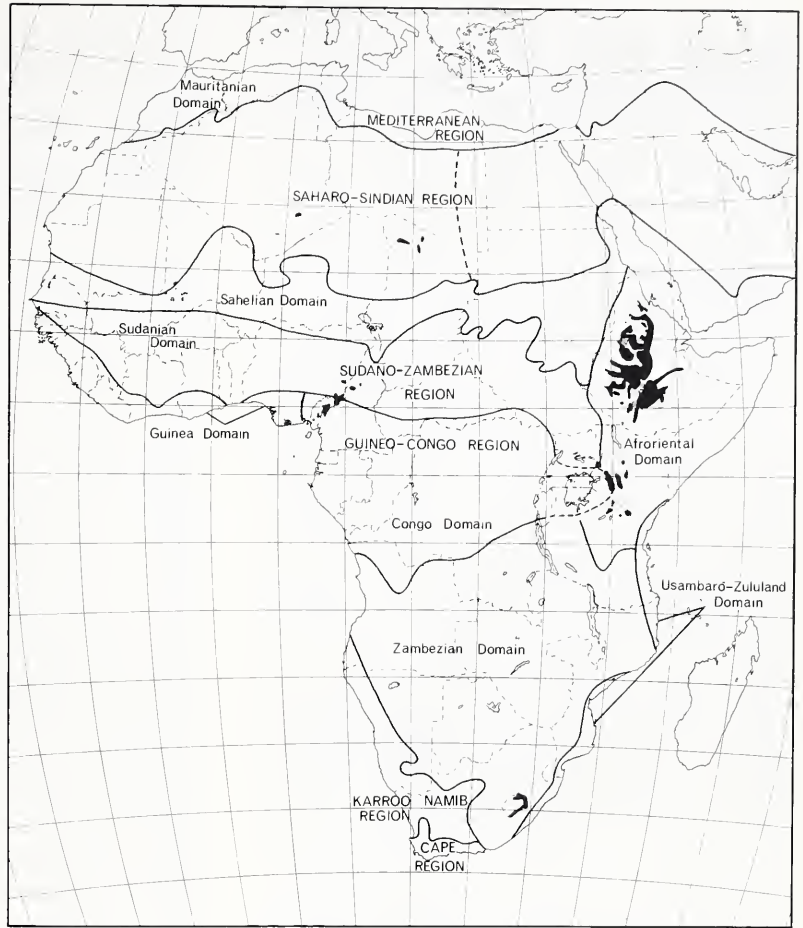 Mauritanian
Domain
MEDITERRANEAN
REGION
SAHARO-SINDIAN REGION
Sahelian Domain
Sudanian
Domain
SUDANO-ZAMBEZIAN
REGION
Guinea Domain
GUINEO-CONGO REGION
Afroriental
Domain
Congo Domain
Usambaro-Zululand
Domain
Zambezian Domain
KARROO NAMIB
REGION
CAPE
REGION